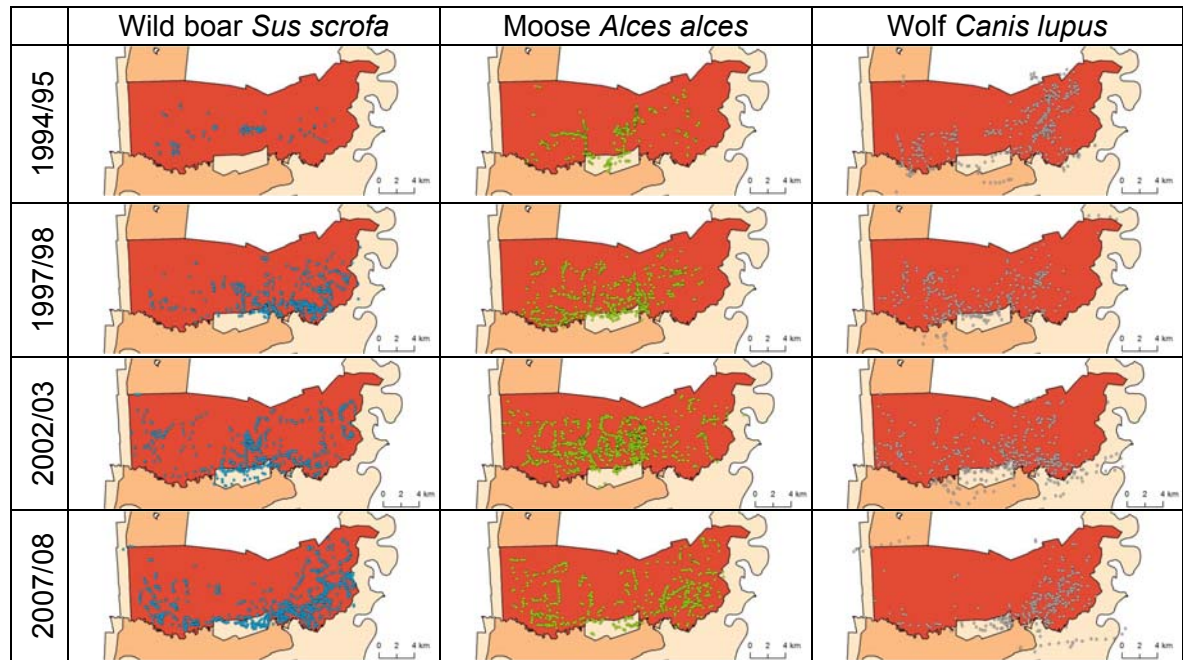 Wild boar Sus scrofa
Moose Alces alces
Wolf Canis lupus
1994/95
0 2 4 km
0 2 4 km
0 2 4 km
1997/98
0 2 4 km
0 2 4 km
0 2 4 km
2002/03
0 2 4 km
0 2 4 km
0 2 4 km
2007/08
0 2 4 km
0 2 4 km
0 2 4 km